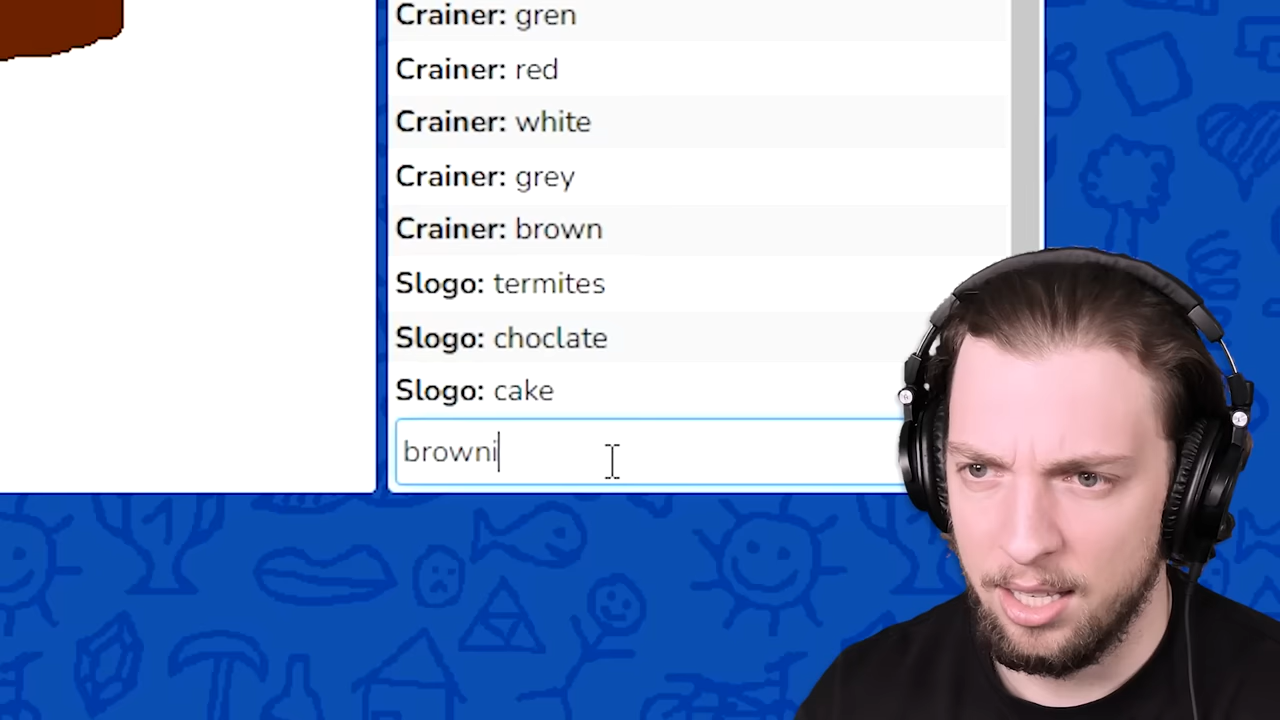 Crainer: gren
Crainer: red
Crainer: white
Crainer: grey
Crainer: brown
Slogo: termites
Slogo: choclate
Slogo: cake
browni